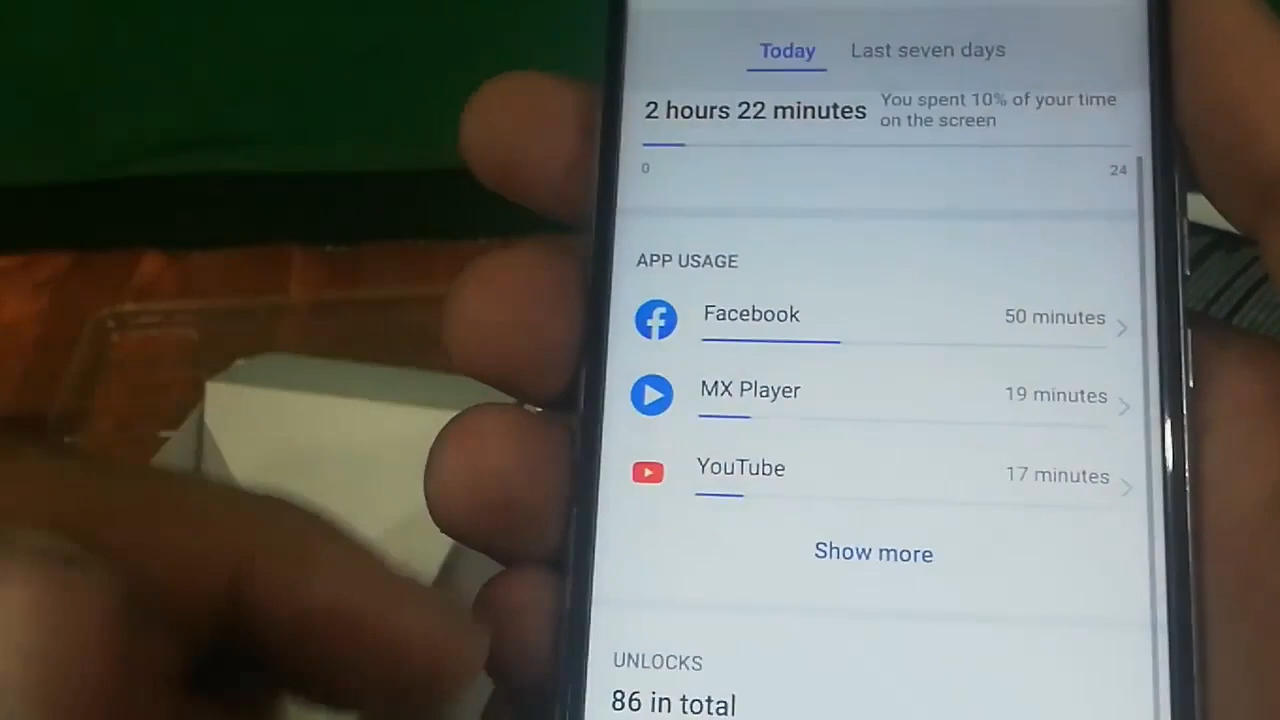 Today Last seven days
2 hours 22 minutes
You spent 10% of your time
on the screen
0 24
APP USAGE
Facebook 50 minutes
MX Player 19 minutes
YouTube 17 minutes
Show more
UNLOCKS
86 in total